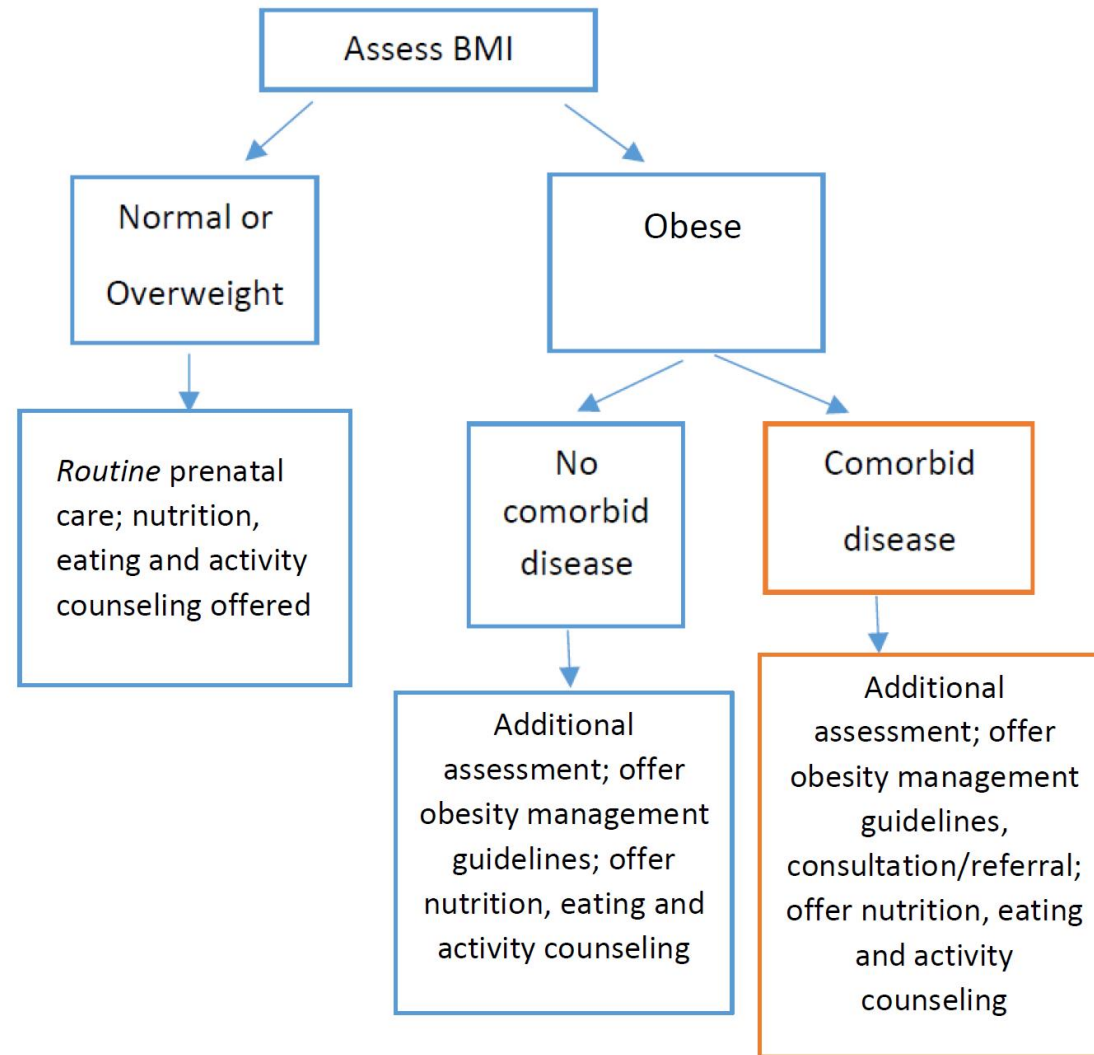 Assess BMI
Normal or
Overweight
Obese
Routine prenatal
care; nutrition,
eating and activity
counseling offered
No
comorbid
disease
Comorbid
disease
Additional
assessment; offer
obesity management
guidelines; offer
nutrition, eating and
activity counseling
Additional
assessment; offer
obesity management
guidelines,
consultation/referral;
offer nutrition, eating
and activity
counseling